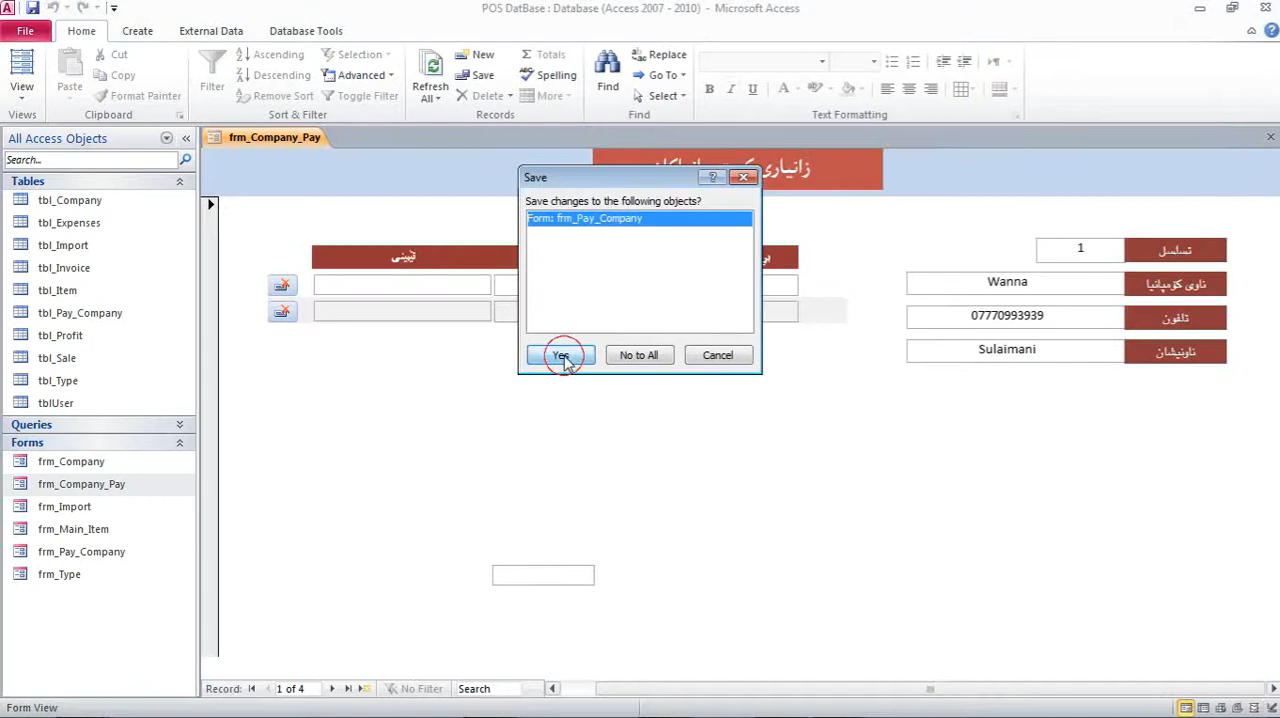 POS DatBase : Database (Access 2007 - 2010) - Microsoft Access
File
Home
Create
External Data
Database Tools
View
Views
Paste
Cut
Copy
Format Painter
Clipboard
Filter
Ascending
Descending
Remove Sort
Selection
Advanced
Toggle Filter
Sort & Filter
Refresh
All
New
Save
Delete
Totals
Spelling
More
Records
Find
Replace
Go To
Select
Find
B I U A
Text Formatting
All Access Objects
Search...
Tables
tbl_Company
tbl_Expenses
tbl_Import
tbl_Invoice
tbl_Item
tbl_Pay_Company
tbl_Profit
tbl_Sale
tbl_Type
tblUser
Queries
Forms
frm_Company
frm_Company_Pay
frm_Import
frm_Main_Item
frm_Pay_Company
frm_Type
frm_Company_Pay
زانیاری
Save
Save changes to the following objects?
Form: frm_Pay_Company
Yes
No to All
Cancel
تێبینی
1
تسلسل
Wanna
ناوی کۆمپانیا
07770993939
تلفون
Sulaimani
ناونیشان
Record:
1 of 4
No Filter
Search
Form View